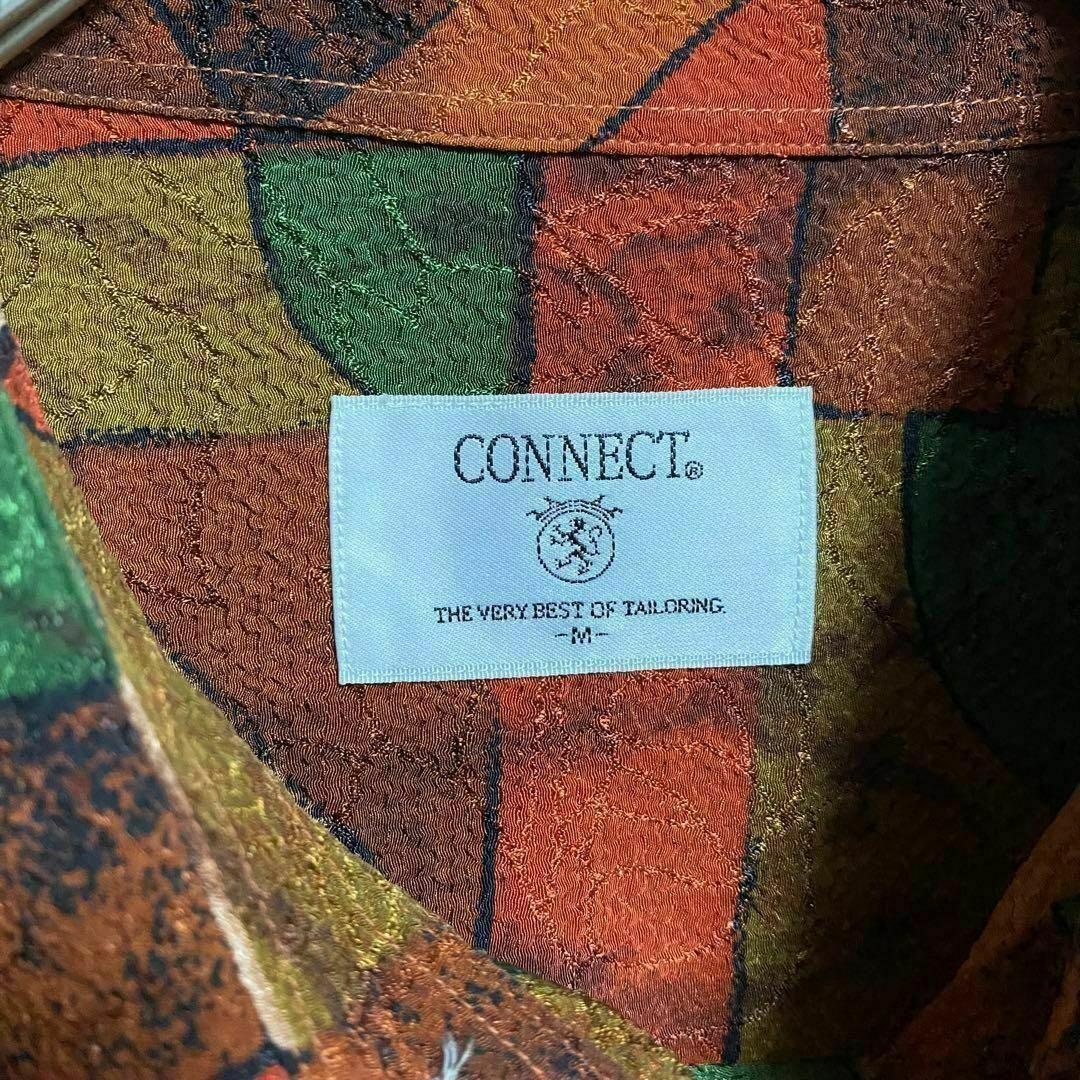 CONNECT®
THE VERY BEST OF TAILORING.
-M-